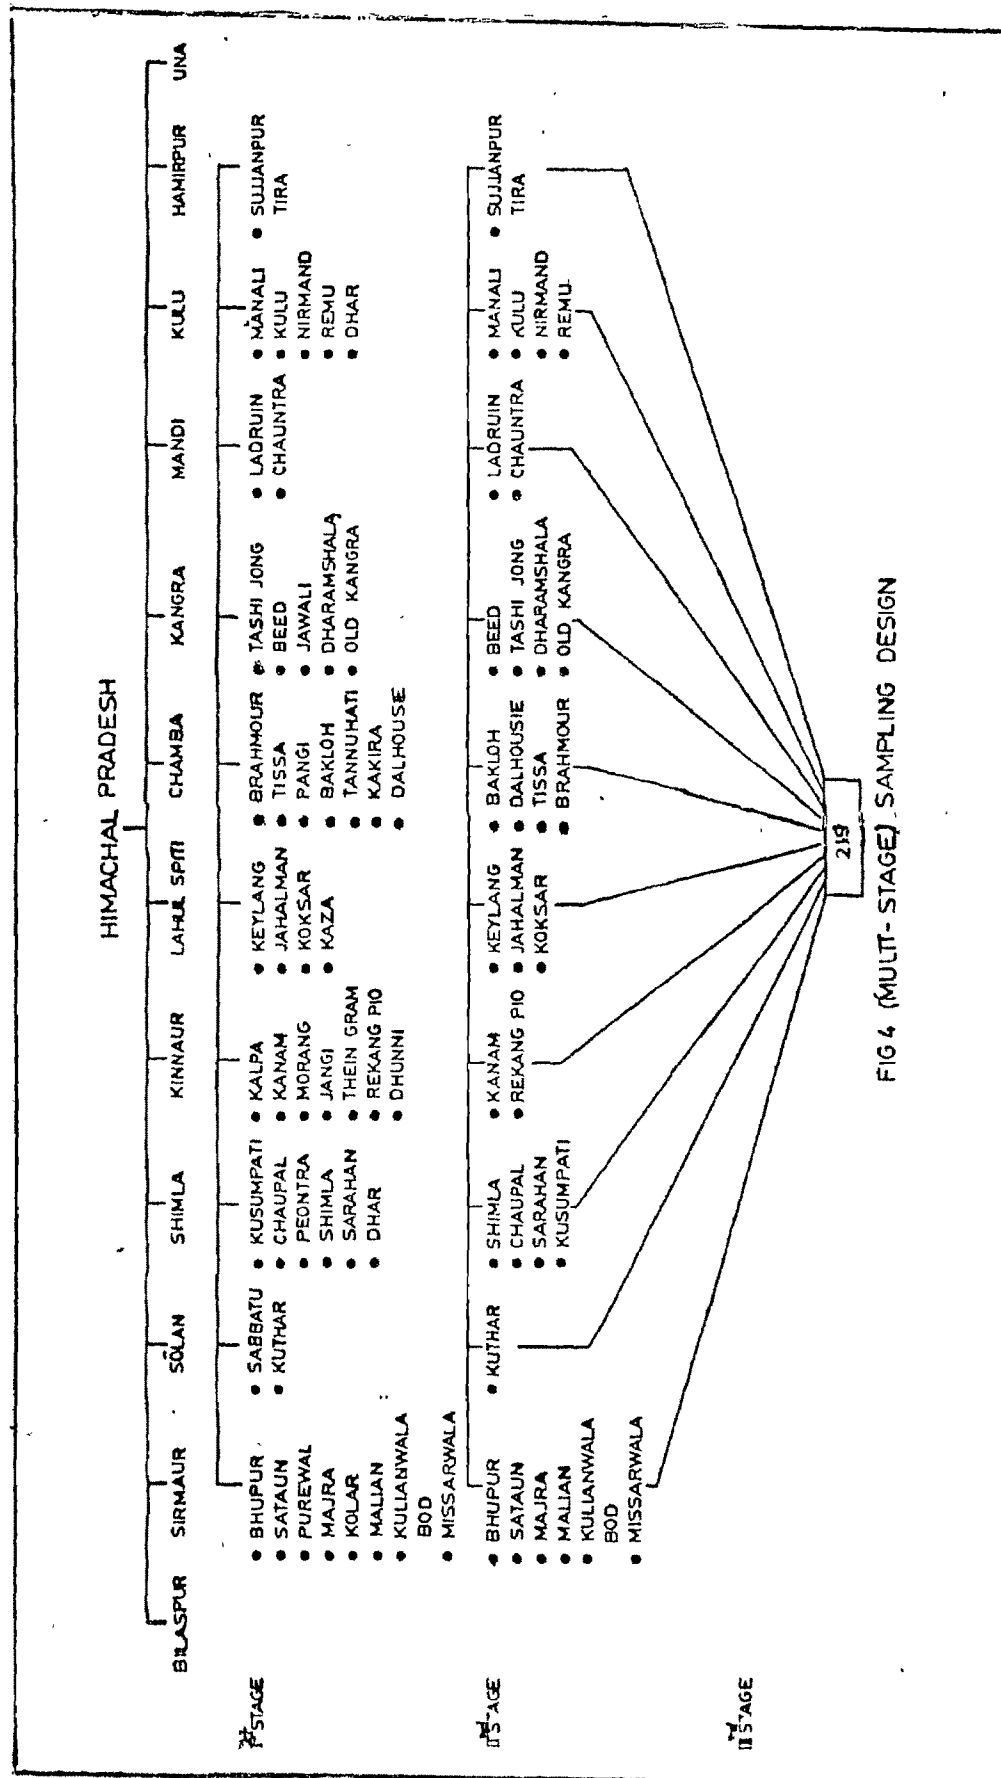 HIMACHAL PRADESH
BILASPUR SIRMAUR SOLAN SHIMLA KINNAUR LAHUL SPITI CHAMBA KANGRA MANDI KULU HAMIRPUR UNA
Ist STAGE
• BHUPUR
• SATAUN
• PUREWAL
• MAJRA
• KOLAR
• MALIAN
• KULIANWALA
BOD
• MISSARWALA
• SABBATU
• KUTHAR
• KUSUMPATI
• CHAUPAL
• PEONTRA
• SHIMLA
• SARAHAN
• DHAR
• KALPA
• KANAM
• MORANG
• JANGI
• THEIN GRAM
• REKANG PIO
• DHUNNI
• KEYLANG
• JAHALMAN
• KOKSAR
• KAZA
• BRAHMOUR
• TISSA
• PANGI
• BAKLOH
• TANNUHATI
• KAKIRA
• DALHOUSE
• TASHI JONG
• BEED
• JAWALI
• DHARAMSHALA
• OLD KANGRA
• LADRUIN
• CHAUNTRA
• MANALI
• KULU
• NIRMAND
• REMU
• DHAR
• SUJJANPUR
TIRA
IInd STAGE
• BHUPUR
• SATAUN
• MAJRA
• MALIAN
• KULIANWALA
BOD
• MISSARWALA
• KUTHAR
• SHIMLA
• CHAUPAL
• SARAHAN
• KUSUMPATI
• KANAM
• REKANG PIO
• KEYLANG
• JAHALMAN
• KOKSAR
• BAKLOH
• DALHOUSIE
• TISSA
• BRAHMOUR
• BEED
• TASHI JONG
• DHARAMSHALA
• OLD KANGRA
• LADRUIN
• CHAUNTRA
• MANALI
• KULU
• NIRMAND
• REMU
• SUJJANPUR
TIRA
STAGE
219
FIG 4 (MULTI-STAGE) SAMPLING DESIGN